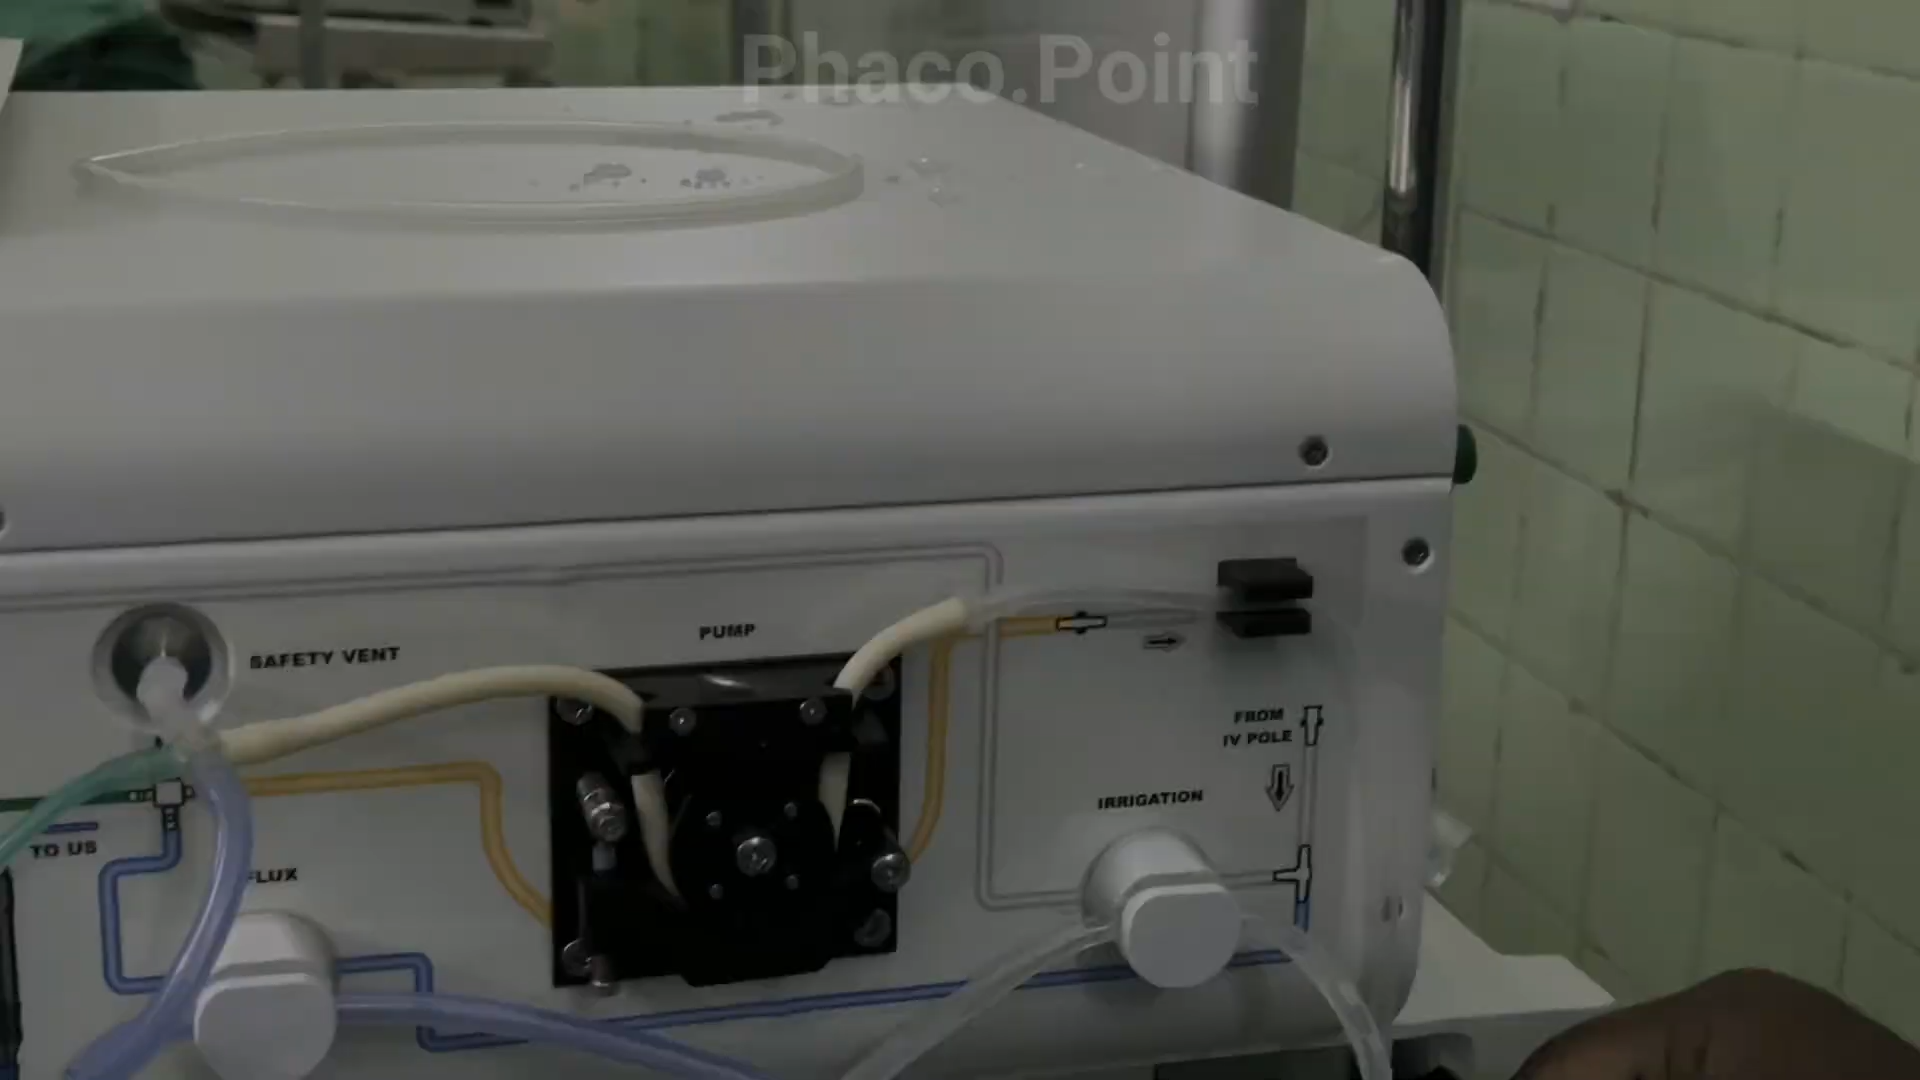 Phaco.Point
PUMP
SAFETY VENT
FROM
IV POLE
IRRIGATION
TO US
FLUX